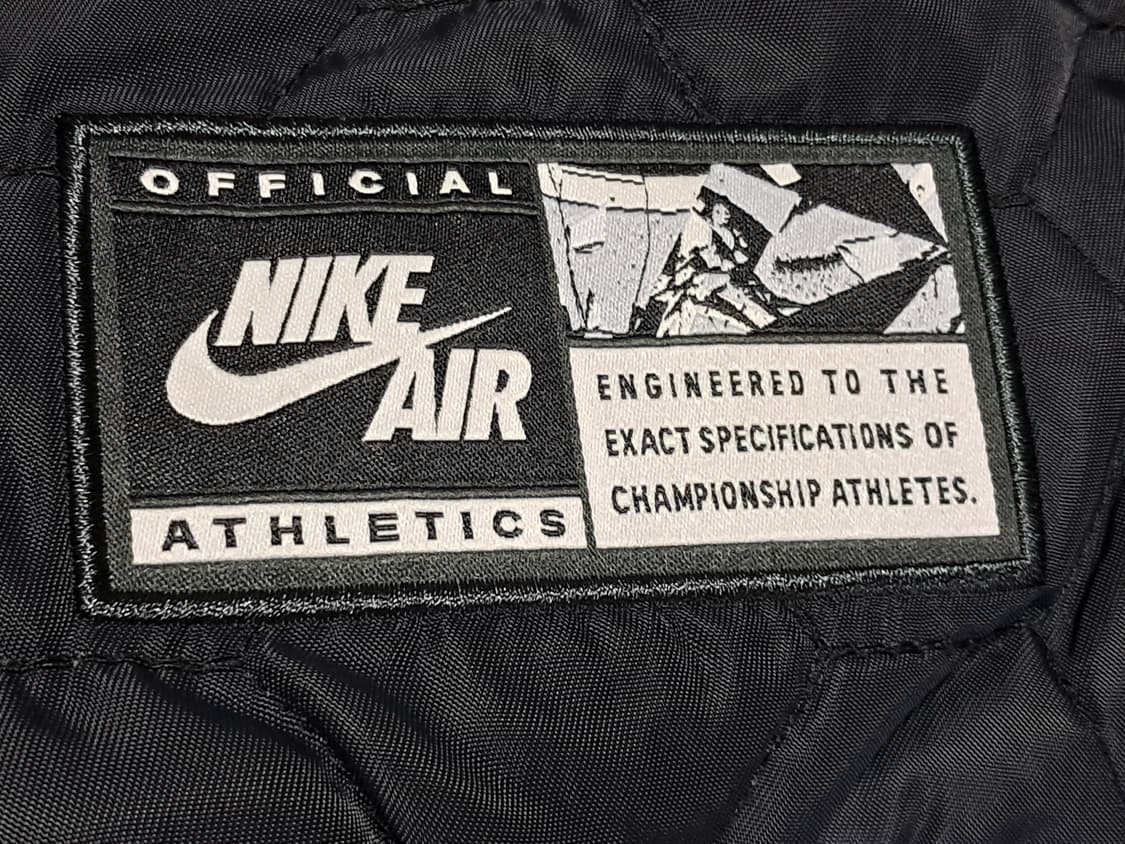 OFFICIAL
NIKE
AIR
ATHLETICS
ENGINEERED TO THE
EXACT SPECIFICATIONS OF
CHAMPIONSHIP ATHLETES.